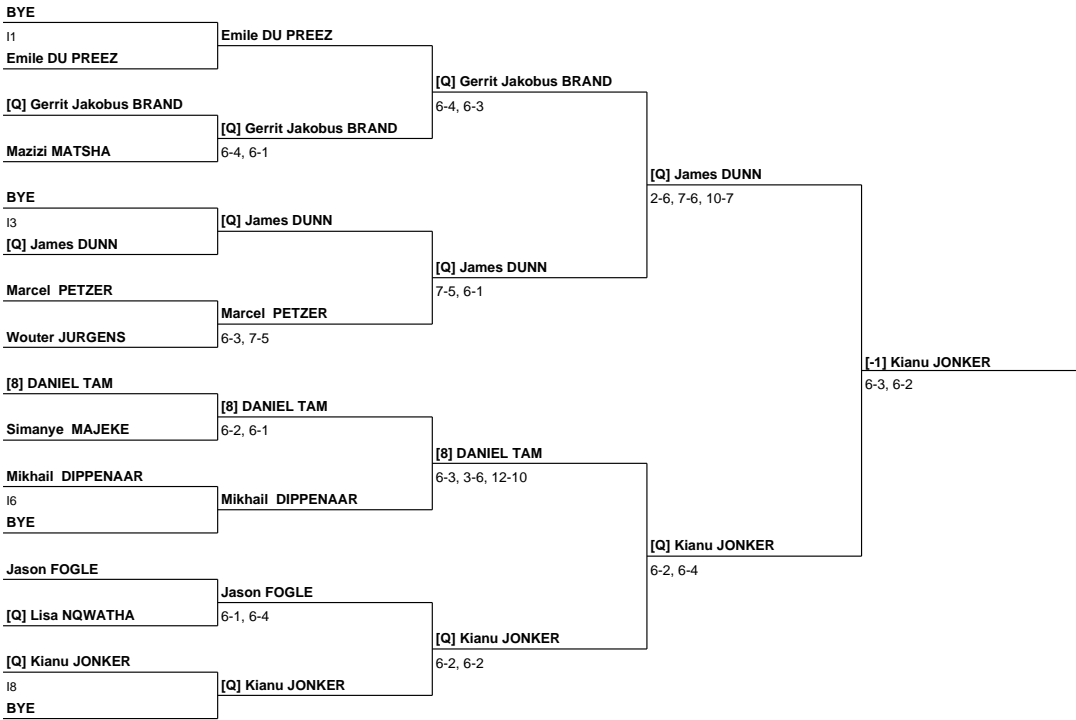 BYE
I1
Emile DU PREEZ
Emile DU PREEZ
[Q] Gerrit Jakobus BRAND
6-4, 6-3
[Q] Gerrit Jakobus BRAND
[Q] Gerrit Jakobus BRAND
6-4, 6-1
Mazizi MATSHA
[Q] James DUNN
2-6, 7-6, 10-7
BYE
I3
[Q] James DUNN
[Q] James DUNN
[Q] James DUNN
7-5, 6-1
Marcel PETZER
Marcel PETZER
6-3, 7-5
Wouter JURGENS
[-1] Kianu JONKER
6-3, 6-2
[8] DANIEL TAM
[8] DANIEL TAM
6-2, 6-1
Simanye MAJEKE
[8] DANIEL TAM
6-3, 3-6, 12-10
Mikhail DIPPENAAR
I6
Mikhail DIPPENAAR
BYE
[Q] Kianu JONKER
6-2, 6-4
Jason FOGLE
Jason FOGLE
6-1, 6-4
[Q] Lisa NQWATHA
[Q] Kianu JONKER
6-2, 6-2
[Q] Kianu JONKER
I8
[Q] Kianu JONKER
BYE